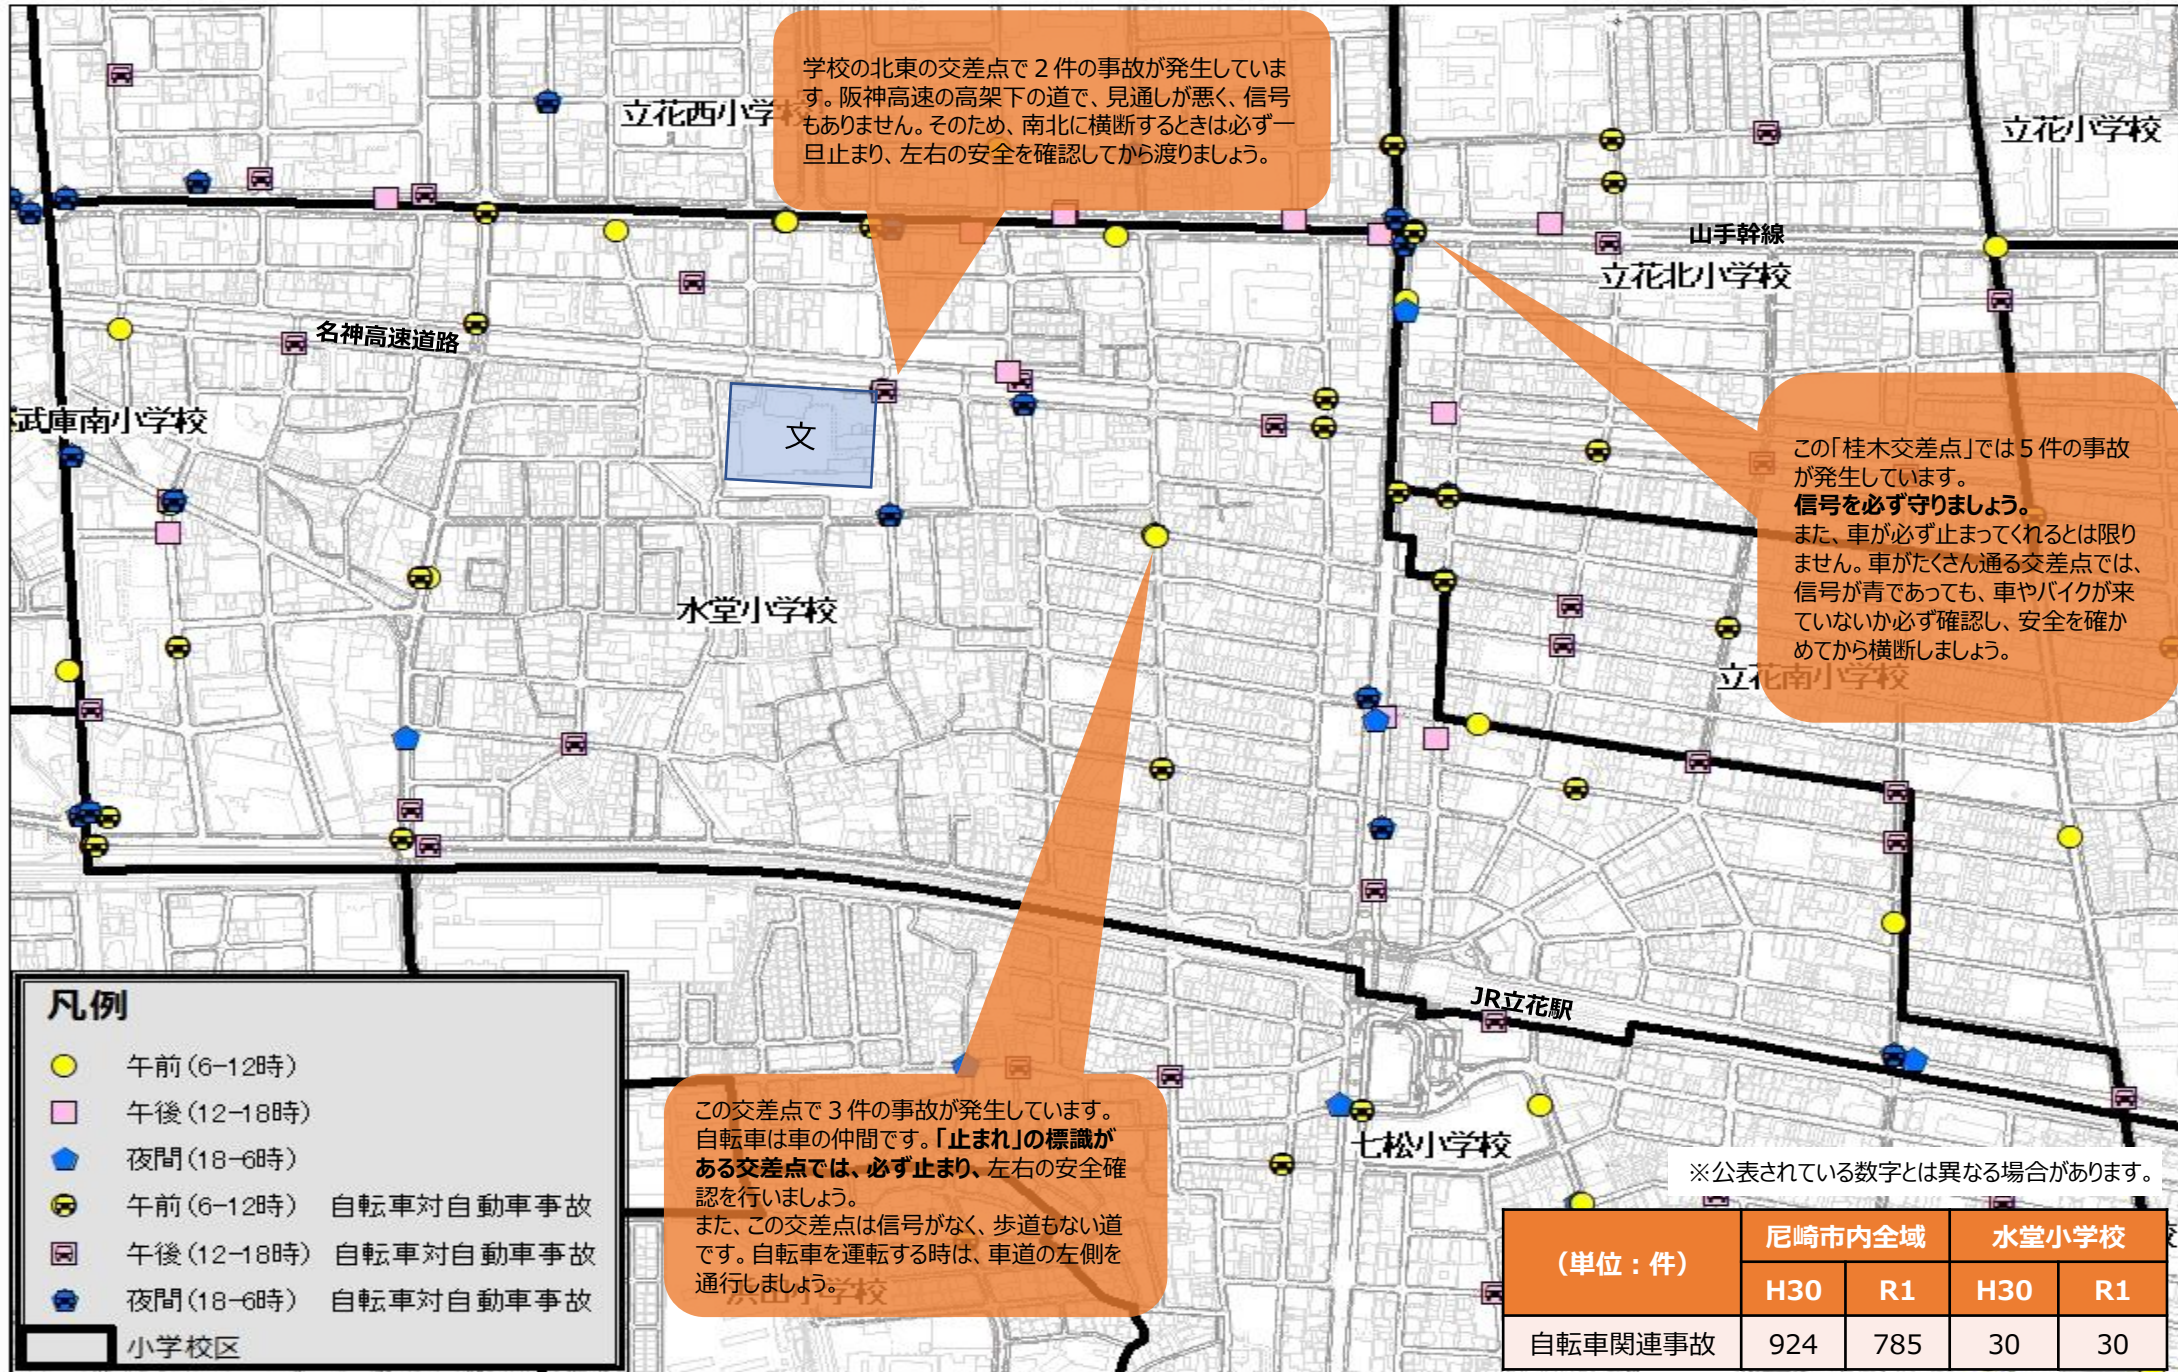 学校の北東の交差点で２件の事故が発生していま
す。阪神高速の高架下の道で、見通しが悪く、信号
もありません。そのため、南北に横断するときは必ず一
旦止まり、左右の安全を確認してから渡りましょう。
立花西小学校
立花小学校
山手幹線
立花北小学校
名神高速道路
武庫南小学校
文
この「桂木交差点」では５件の事故
が発生しています。
信号を必ず守りましょう。
また、車が必ず止まってくれるとは限り
ません。車がたくさん通る交差点では、
信号が青であっても、車やバイクが来
ていないか必ず確認し、安全を確か
めてから横断しましょう。
水堂小学校
立花南小学校
JR立花駅
凡例
午前(6-12時)
午後(12-18時)
夜間(18-6時)
午前(6-12時) 自転車対自動車事故
午後(12-18時) 自転車対自動車事故
夜間(18-6時) 自転車対自動車事故
小学校区
この交差点で３件の事故が発生しています。
自転車は車の仲間です。「止まれ」の標識が
ある交差点では、必ず止まり、左右の安全確
認を行いましょう。
また、この交差点は信号がなく、歩道もない道
です。自転車を運転する時は、車道の左側を
通行しましょう。
七松小学校
※公表されている数字とは異なる場合があります。
（単位：件） 尼崎市内全域 水堂小学校
H30 R1 H30 R1
自転車関連事故 924 785 30 30